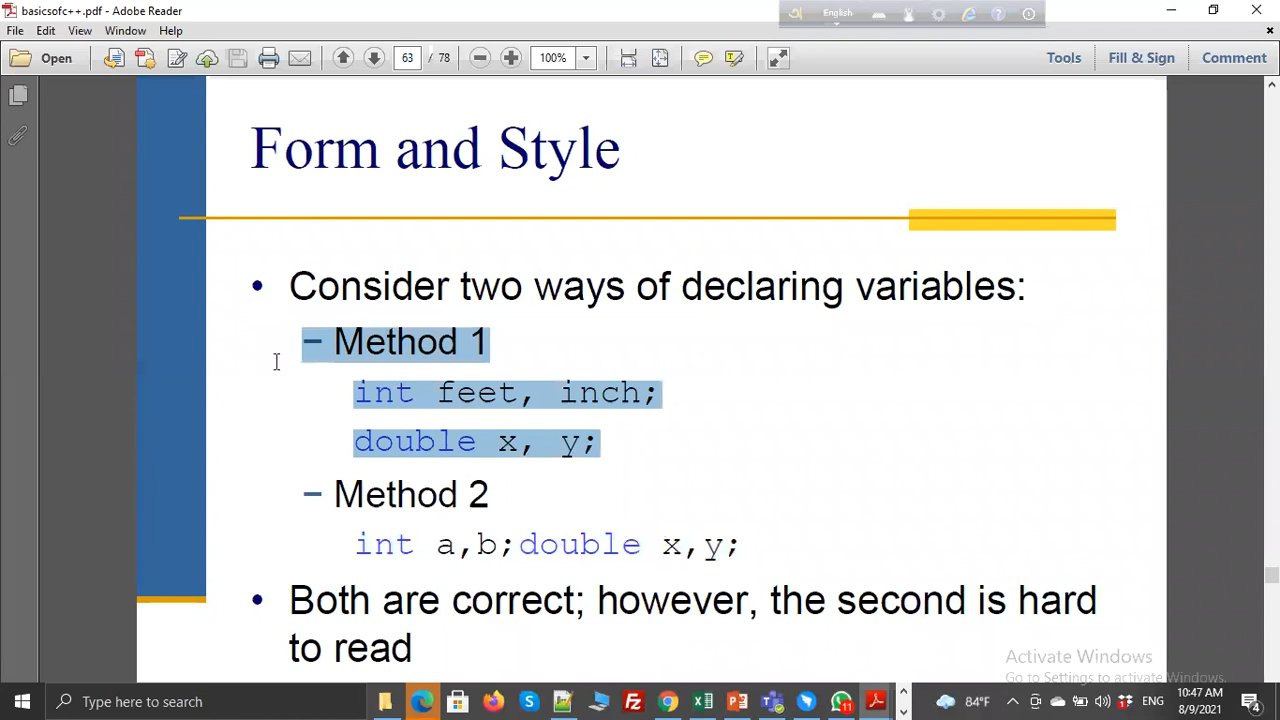 basicsofc++.pdf - Adobe Reader
English
File Edit View Window Help
Open 63 / 78 100% Tools Fill & Sign Comment
Form and Style
• Consider two ways of declaring variables:
– Method 1
int feet, inch;
double x, y;
– Method 2
int a,b;double x,y;
• Both are correct; however, the second is hard
to read
Activate Windows
Go to Settings to activate Windows.
Type here to search
11
84°F
ENG
10:47 AM
8/9/2021
4